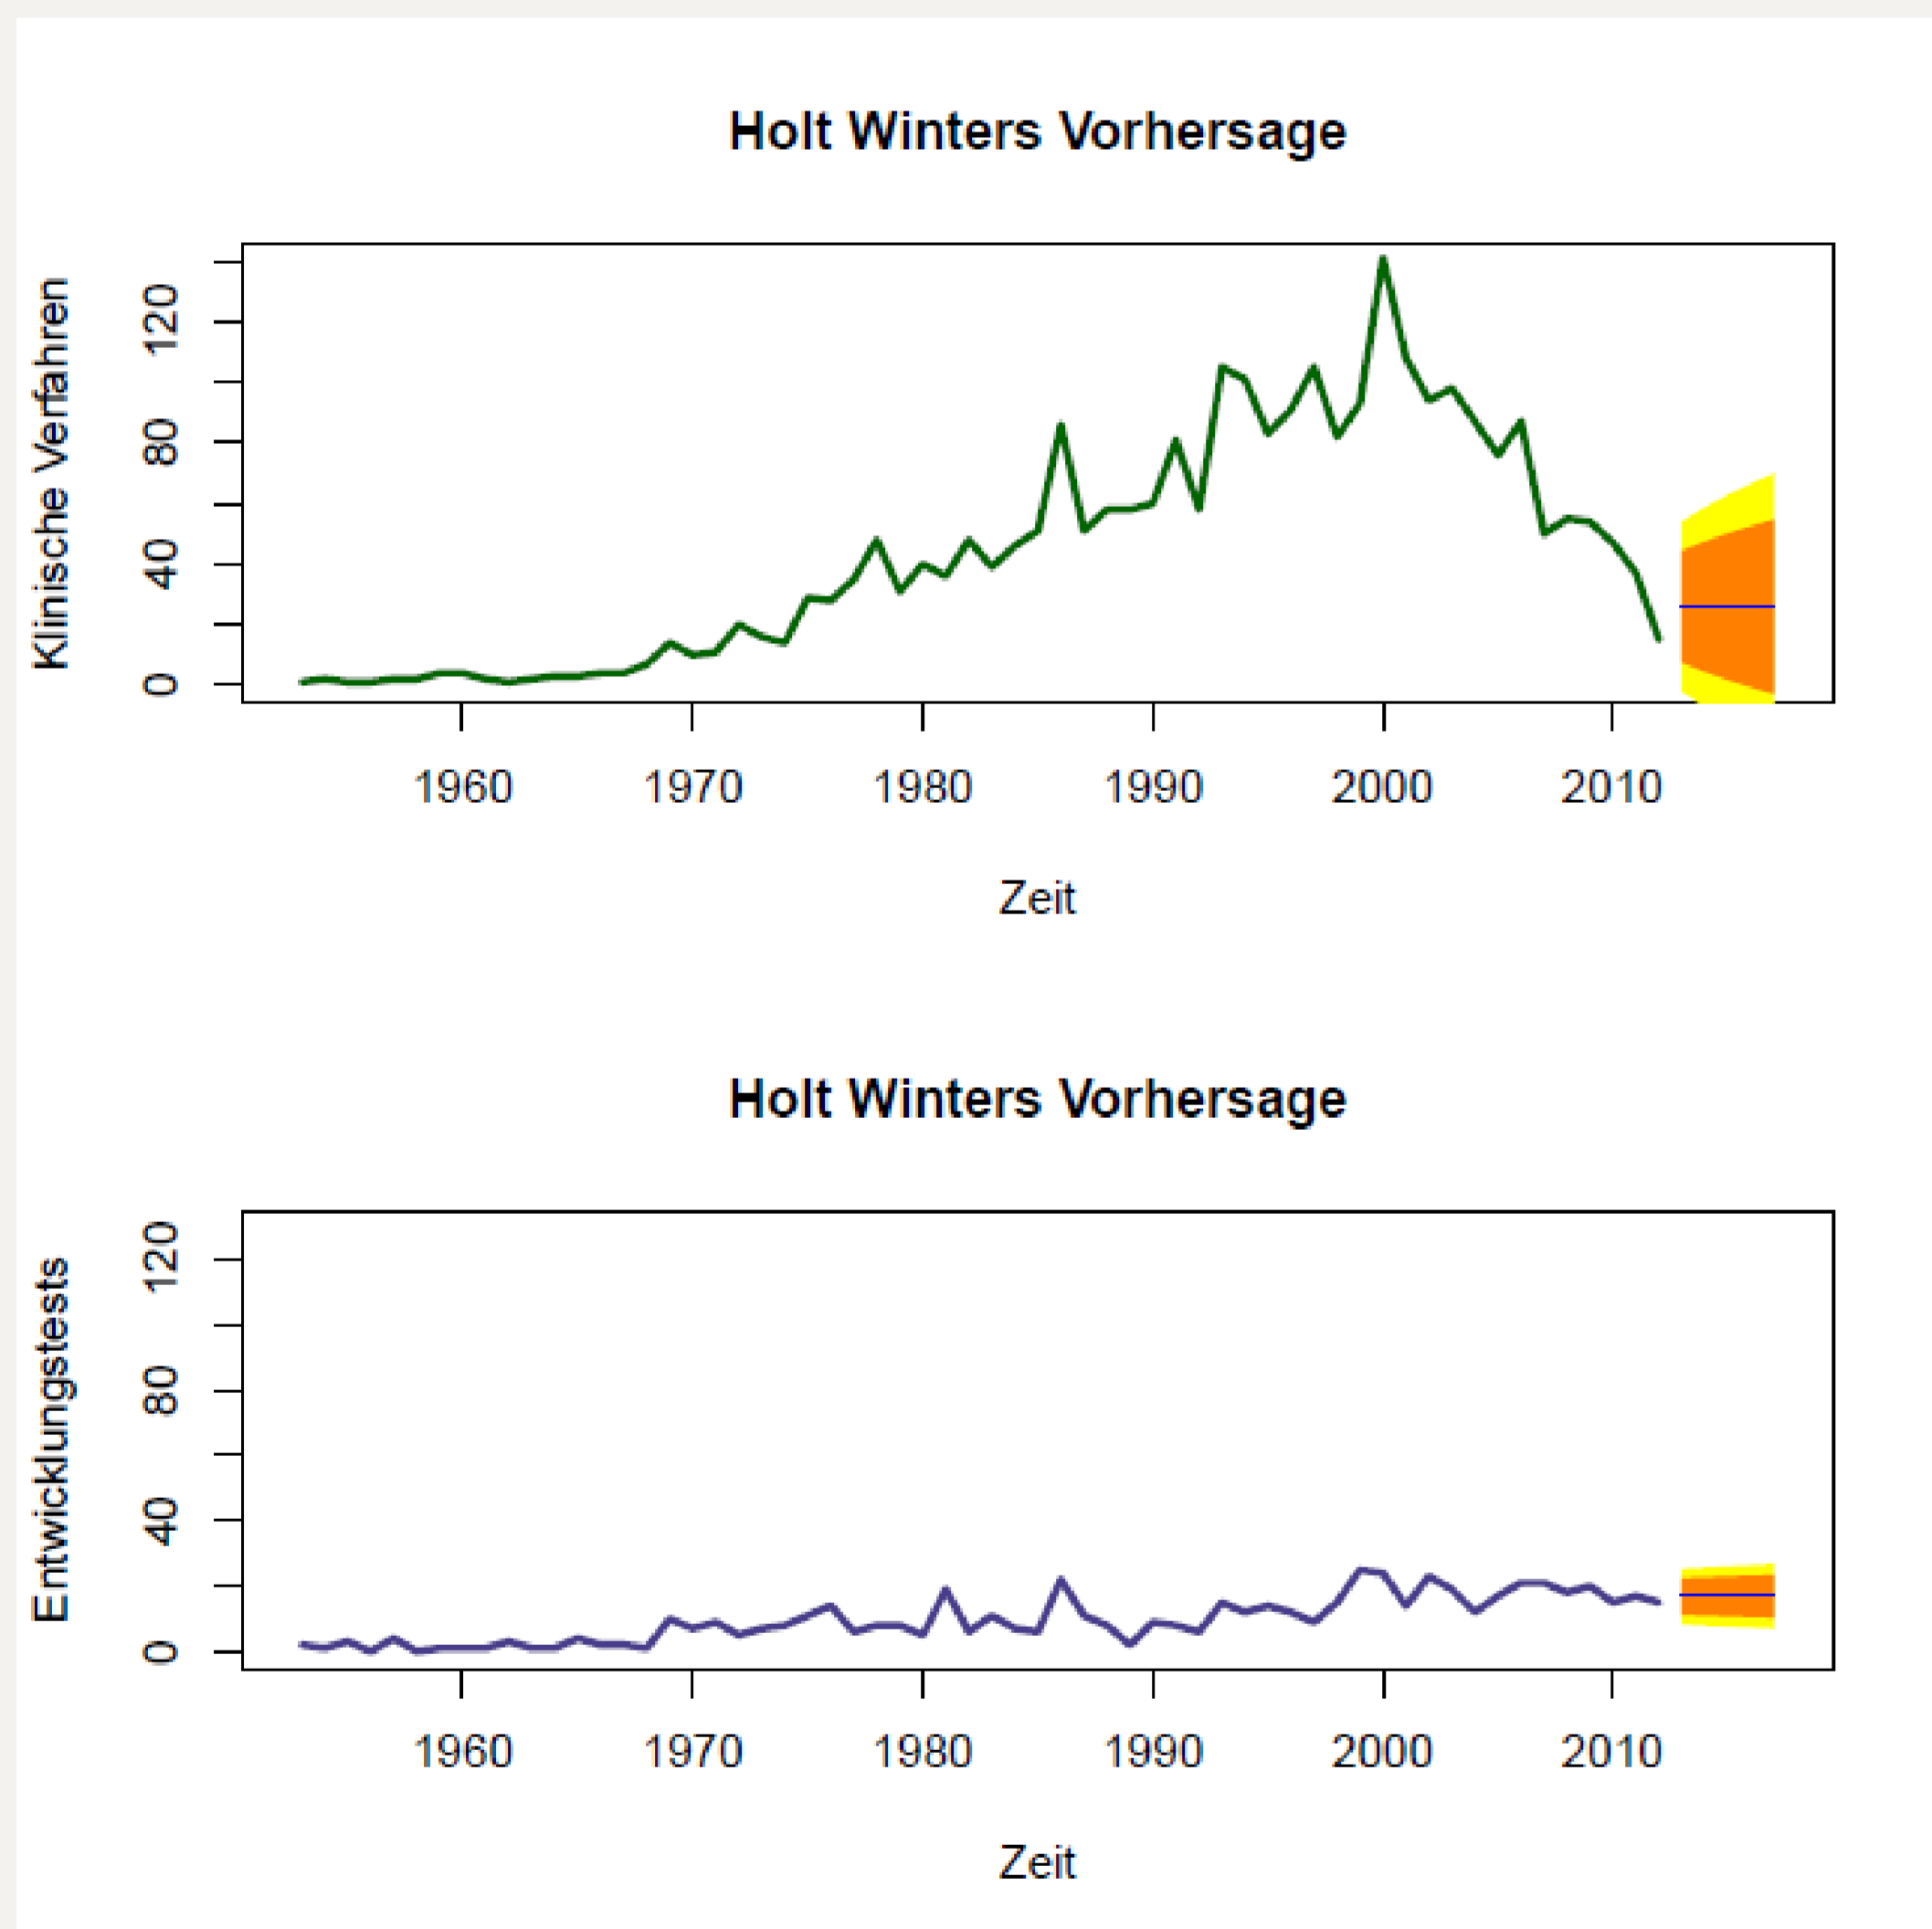 Holt Winters Vorhersage
Klinische Verfahren
120
80
40
0
1960 1970 1980 1990 2000 2010
Zeit
Holt Winters Vorhersage
Entwicklungstests
120
80
40
0
1960 1970 1980 1990 2000 2010
Zeit